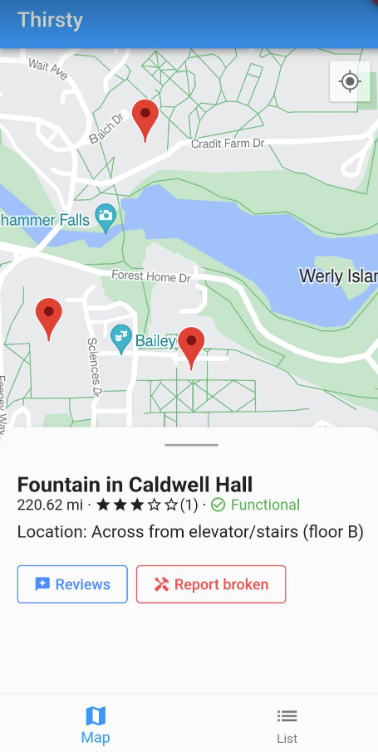 Thirsty
Wait Ave
Balch Dr
Cradit Farm Dr
hammer Falls
Werly Islan
Forest Home Dr
Bailey
Sciences Dr
Feeney Way
Fountain in Caldwell Hall
220.62 mi · ★★★☆☆(1) · Functional
Location: Across from elevator/stairs (floor B)
Reviews
Report broken
Map
List